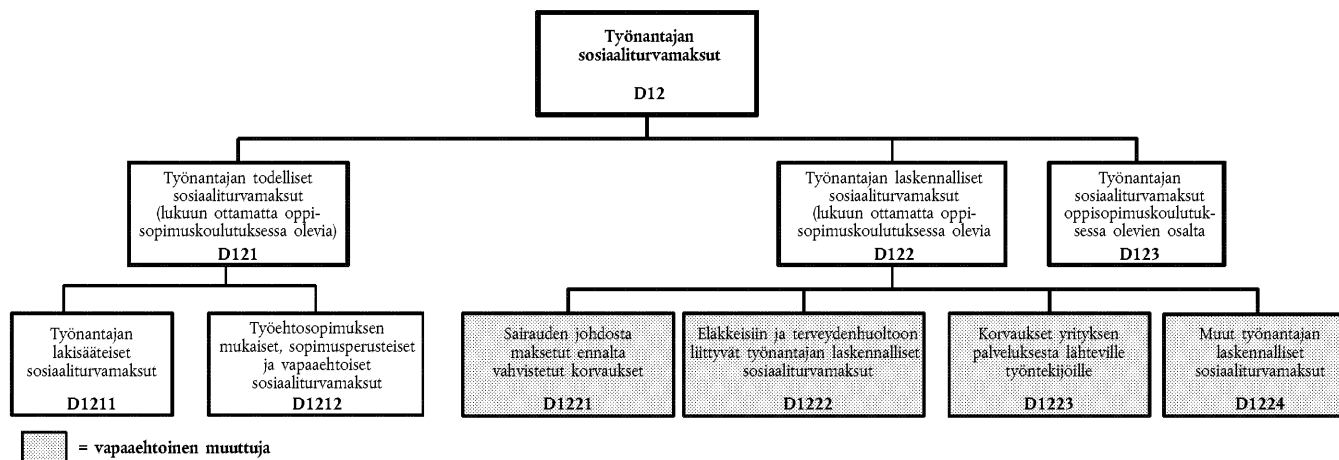 Työnantajan
sosiaaliturvamaksut
D12
Työnantajan todelliset
sosiaaliturvamaksut
(lukuun ottamatta oppi-
sopimuskoulutuksessa olevia)
D121
Työnantajan laskennalliset
sosiaaliturvamaksut
(lukuun ottamatta oppi-
sopimuskoulutuksessa olevia
D122
Työnantajan
sosiaaliturvamaksut
oppisopimuskoulutuk-
sessa olevien osalta
D123
Työnantajan
lakisääteiset
sosiaaliturvamaksut
D1211
Työehtosopimuksen
mukaiset, sopimusperusteiset
ja vapaaehtoiset
sosiaaliturvamaksut
D1212
Sairauden johdosta
maksetut ennalta
vahvistetut korvaukset
D1221
Eläkkeisiin ja terveydenhuoltoon
liittyvät työnantajan laskennalliset
sosiaaliturvamaksut
D1222
Korvaukset yrityksen
palveluksesta lähteville
työntekijöille
D1223
Muut työnantajan
laskennalliset
sosiaaliturvamaksut
D1224
= vapaaehtoinen muuttuja